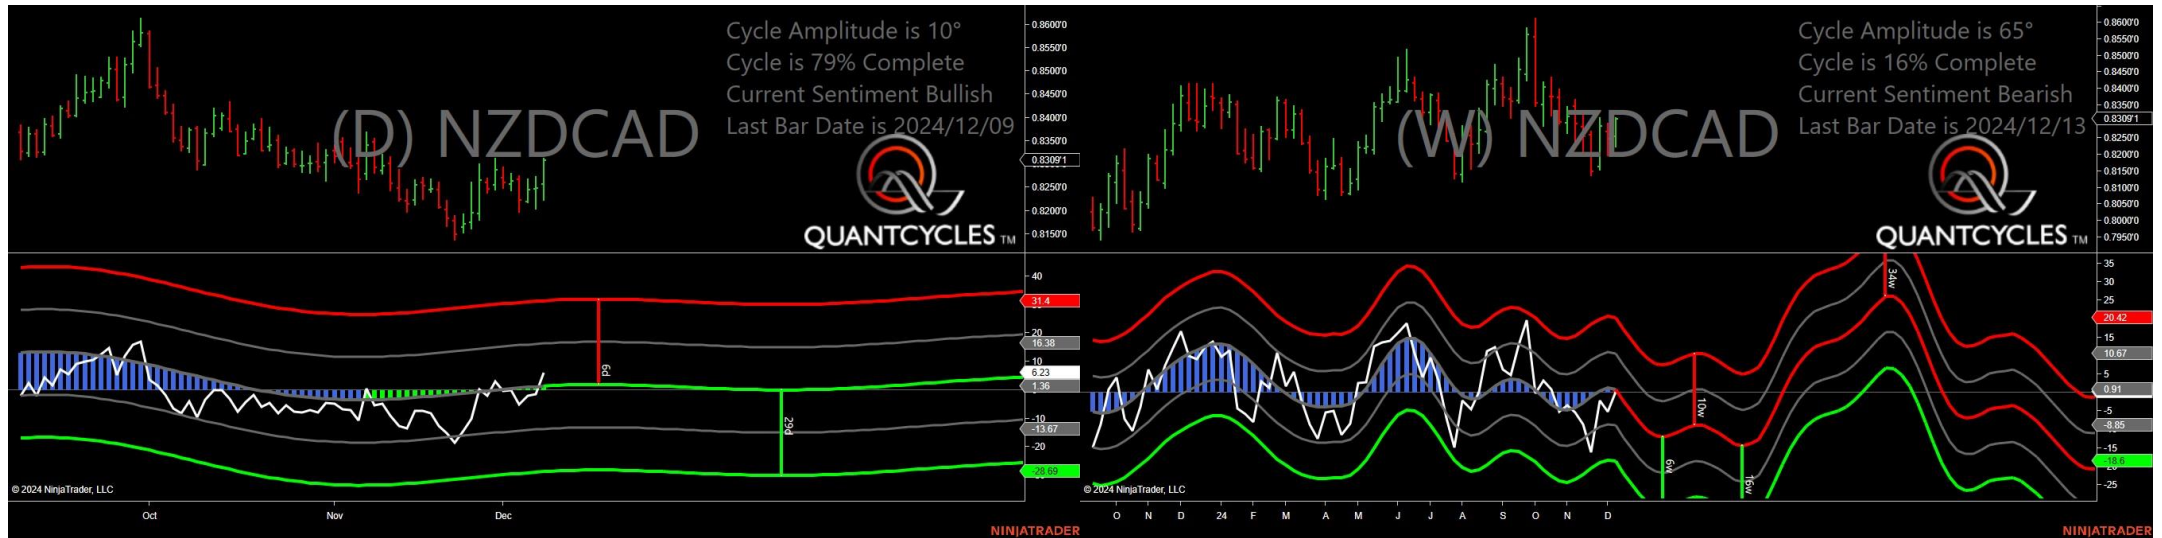 Cycle Amplitude is 10°
Cycle is 79% Complete
Current Sentiment Bullish
Last Bar Date is 2024/12/09
(D) NZDCAD
QUANTCYCLES TM
0.8600'0
0.8550'0
0.8500'0
0.8450'0
0.8400'0
0.8350'0
0.8309'1
0.8250'0
0.8200'0
0.8150'0
40
31.4
20
16.38
10
6.23
1.36
-10
-13.67
-20
-28.69
6d
29d
© 2024 NinjaTrader, LLC
Oct
Nov
Dec
NINJATRADER
Cycle Amplitude is 65°
Cycle is 16% Complete
Current Sentiment Bearish
Last Bar Date is 2024/12/13
(W) NZDCAD
QUANTCYCLES TM
0.8600'0
0.8550'0
0.8500'0
0.8450'0
0.8400'0
0.8350'0
0.8309'1
0.8250'0
0.8200'0
0.8150'0
0.8100'0
0.8050'0
0.8000'0
0.7950'0
35
30
25
20.42
15
10.67
5
0.91
-5
-8.85
-15
-18.6
-25
34w
10w
6w
16w
© 2024 NinjaTrader, LLC
O N D 24 F M A M J J A S O N D
NINJATRADER